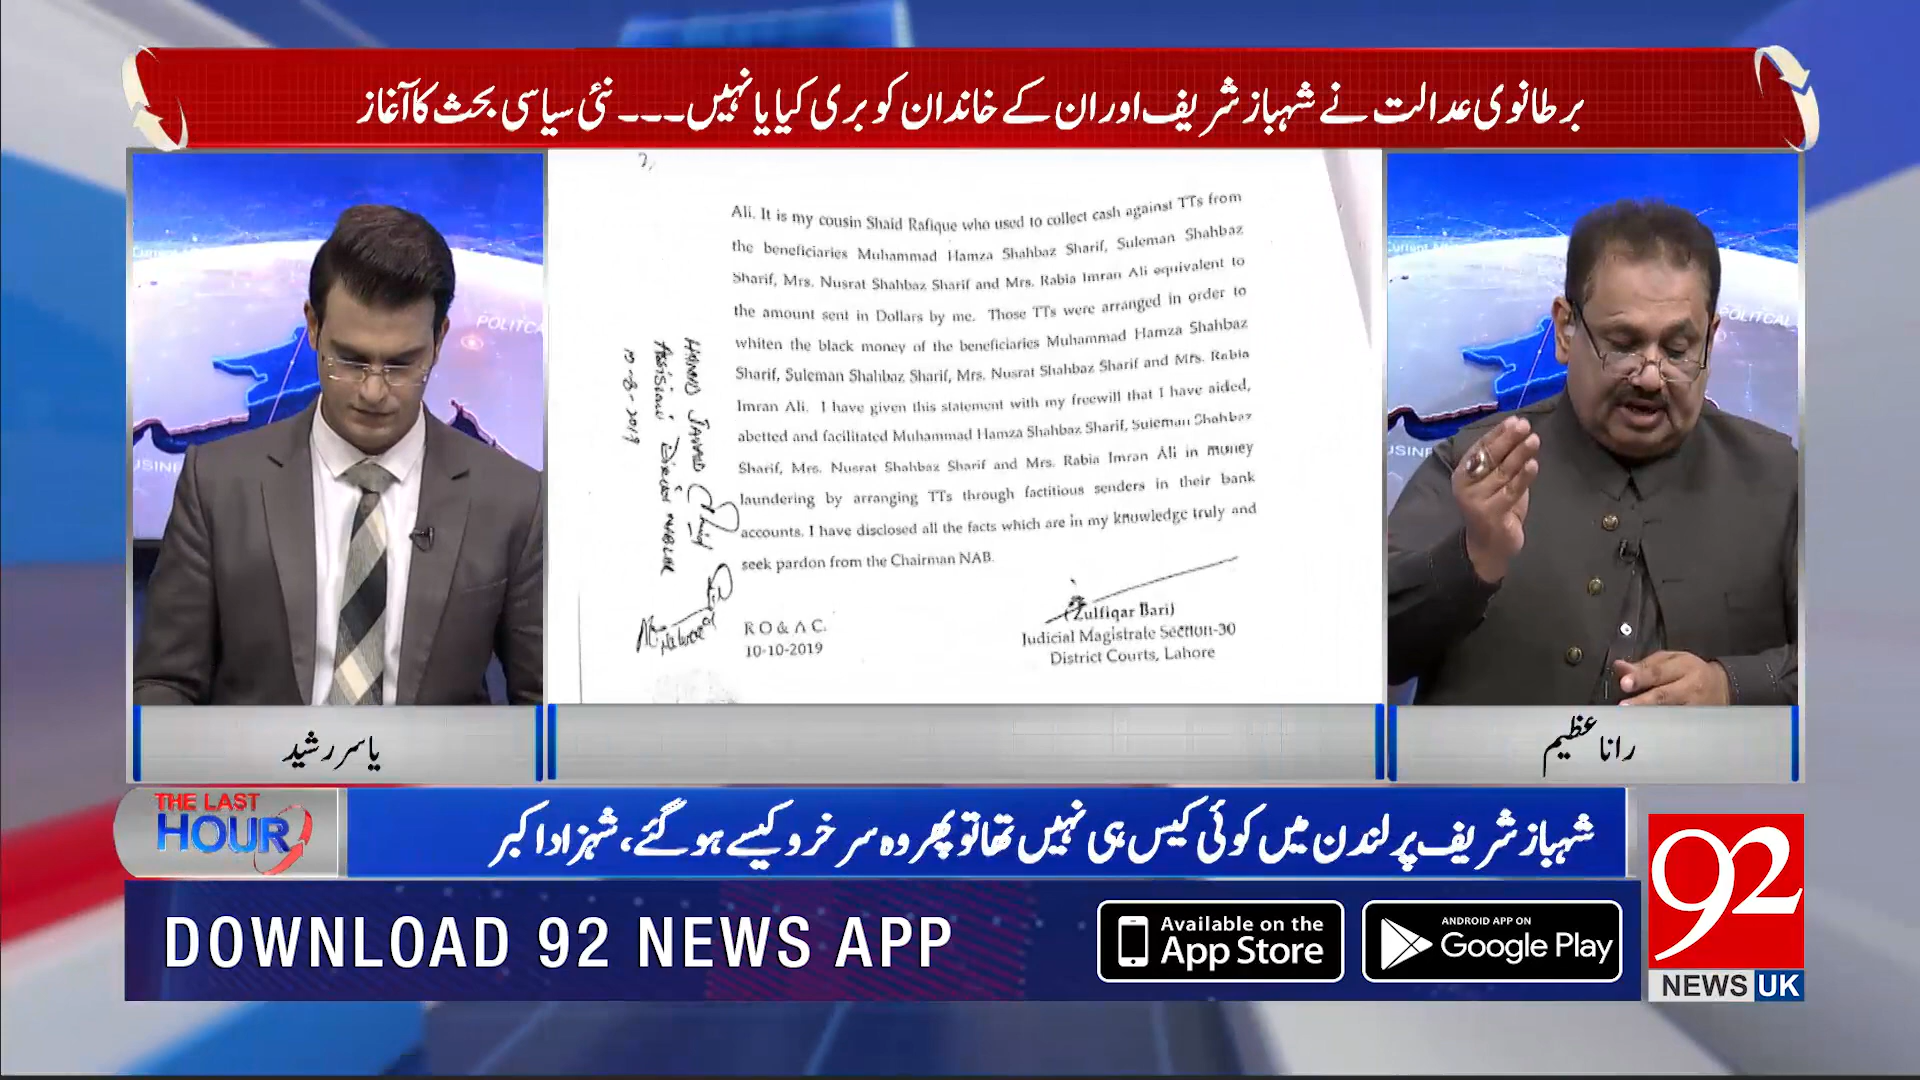 برطانوی عدالت نے شہباز شریف اور ان کے خاندان کو بری کیا یا نہیں۔۔۔ نئی سیاسی بحث کا آغاز
2,
Ali. It is my cousin Shaid Rafique who used to collect cash against TTs from
the beneficiaries Muhammad Hamza Shahbaz Sharif, Suleman Shahbaz
Sharif, Mrs. Nusrat Shahbaz Sharif and Mrs. Rabia Imran Ali equivalent to
the amount sent in Dollars by me. Those TTs were arranged in order to
whiten the black money of the beneficiaries Muhammad Hamza Shahbaz
Sharif, Suleman Shahbaz Sharif, Mrs. Nusrat Shahbaz Sharif and Mrs. Rabia
Imran Ali. I have given this statement with my freewill that I have aided,
abetted and facilitated Muhammad Hamza Shahbaz Sharif, Suleman Shahbaz
Sharif, Mrs. Nusrat Shahbaz Sharif and Mrs. Rabia Imran Ali in money
laundering by arranging TTs through factitious senders in their bank
accounts. I have disclosed all the facts which are in my knowledge truly and
seek pardon from the Chairman NAB.
R O & A C.
10-10-2019
(Zulfiqar Bari)
Judicial Magistrate Section-30
District Courts, Lahore
POLITCAL
یاسر رشید
رانا عظیم
THE LAST
HOUR
شہباز شریف پر لندن میں کوئی کیس ہی نہیں تھا تو پھر وہ سرخرو کیسے ہو گئے، شہزاد اکبر
DOWNLOAD 92 NEWS APP
Available on the
App Store
ANDROID APP ON
Google Play
92
NEWS UK